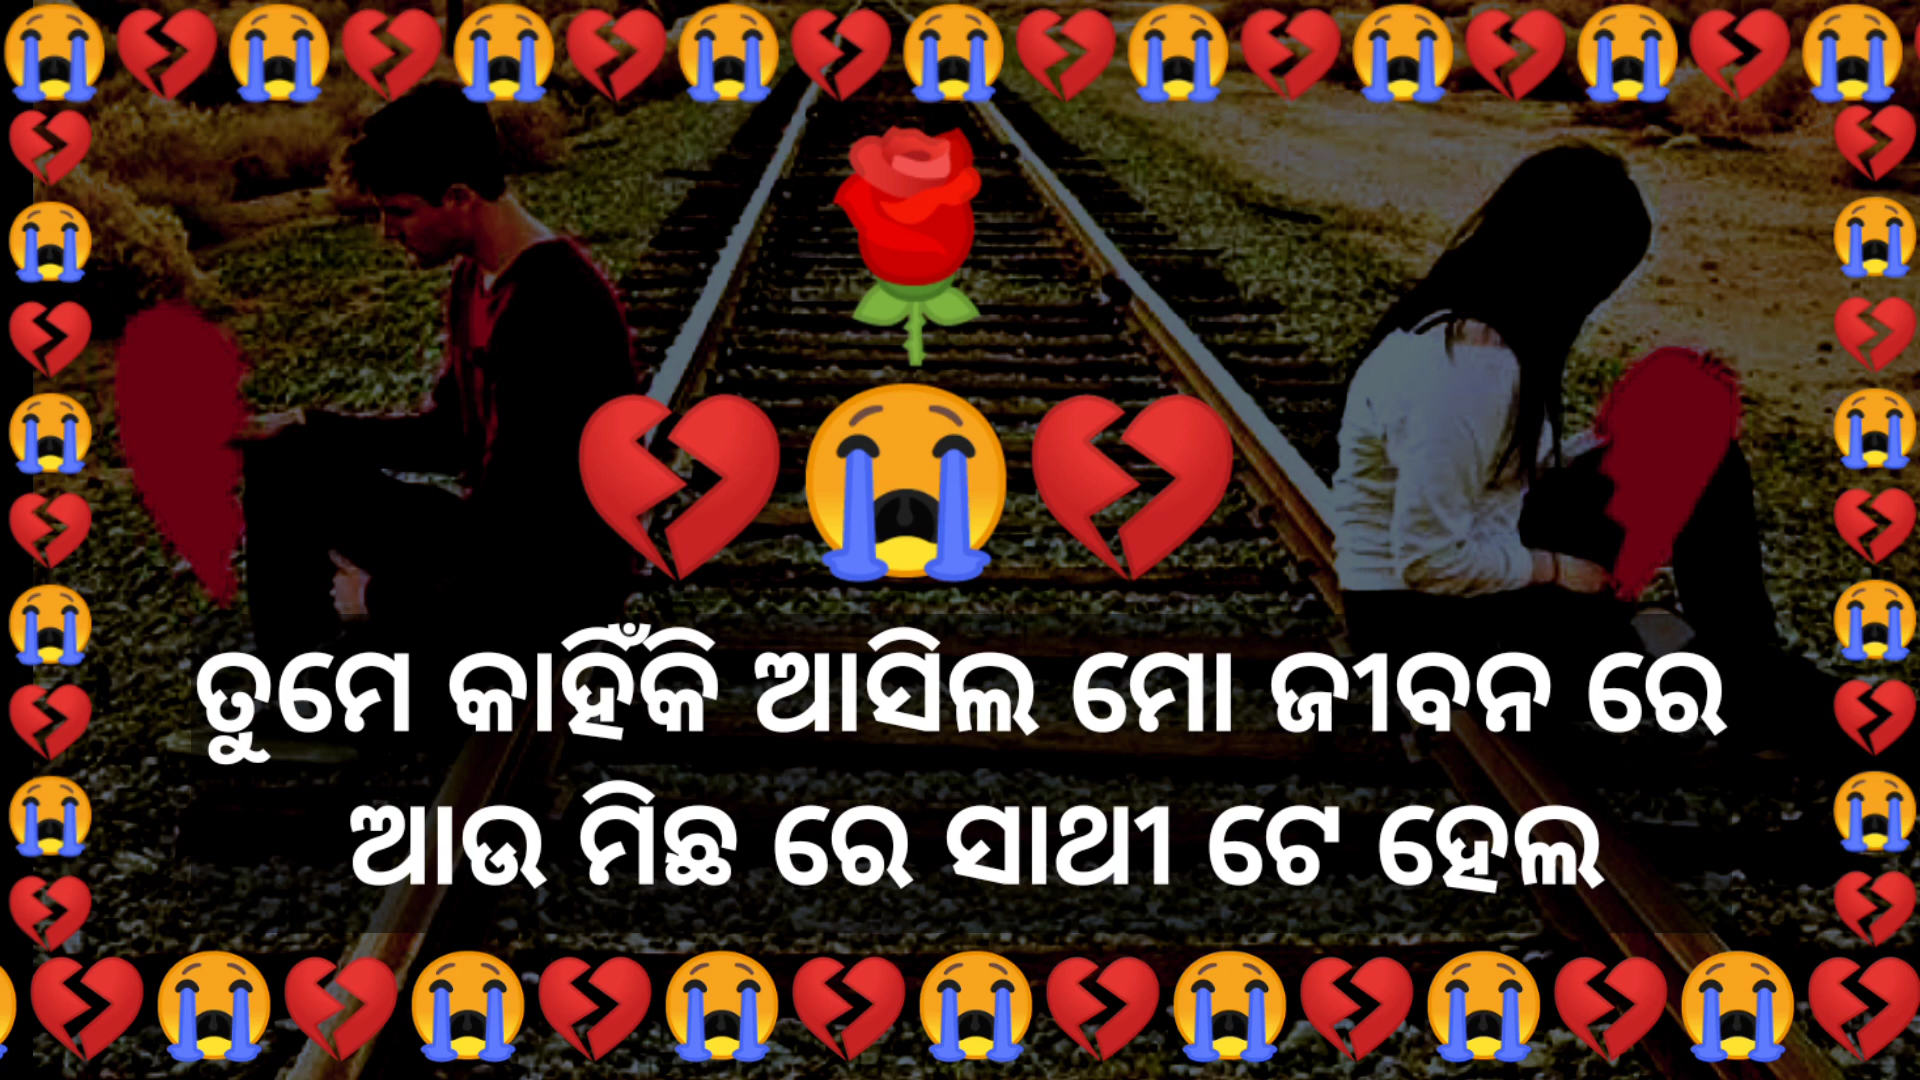 ତୁମେ କାହିଁକି ଆସିଲ ମୋ ଜୀବନ ରେ
ଆଉ ମିଛ ରେ ସାଥୀ ଟେ ହେଲ